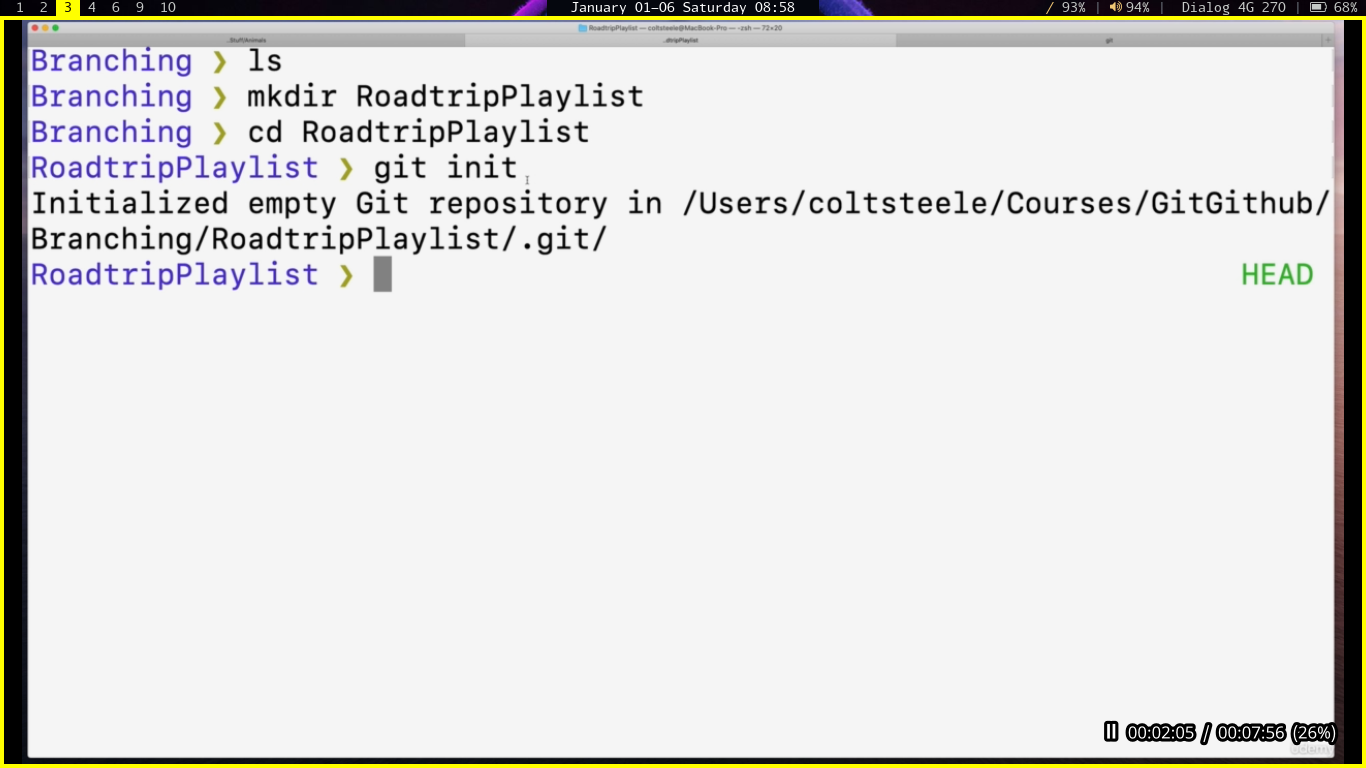 1 2 3 4 6 9 10 January 01-06 Saturday 08:58 / 93% | 94% | Dialog 4G 270 | 68%
RoadtripPlaylist — coltsteele@MacBook-Pro — -zsh — 72×20
..Stuff/Animals ..dtripPlaylist git +
Branching ❯ ls
Branching ❯ mkdir RoadtripPlaylist
Branching ❯ cd RoadtripPlaylist
RoadtripPlaylist ❯ git init
Initialized empty Git repository in /Users/coltsteele/Courses/GitGithub/
Branching/RoadtripPlaylist/.git/
RoadtripPlaylist ❯ HEAD
00:02:05 / 00:07:56 (26%)
udemy